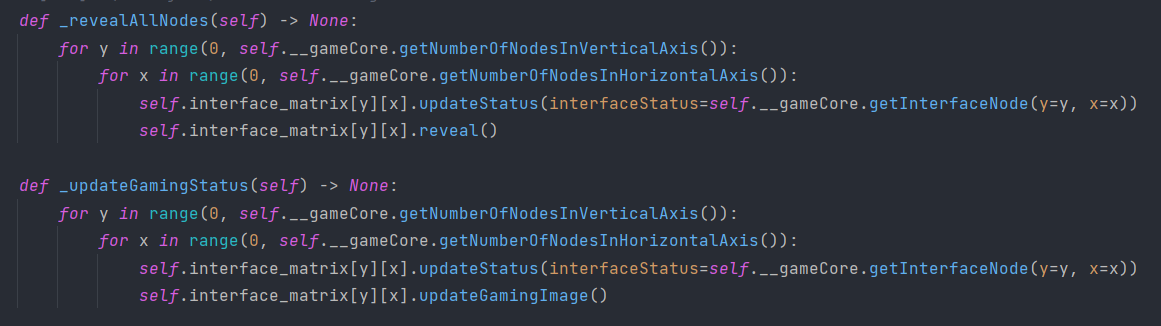 def _revealAllNodes(self) -> None:
    for y in range(0, self.__gameCore.getNumberOfNodesInVerticalAxis()):
        for x in range(0, self.__gameCore.getNumberOfNodesInHorizontalAxis()):
            self.interface_matrix[y][x].updateStatus(interfaceStatus=self.__gameCore.getInterfaceNode(y=y, x=x))
            self.interface_matrix[y][x].reveal()

def _updateGamingStatus(self) -> None:
    for y in range(0, self.__gameCore.getNumberOfNodesInVerticalAxis()):
        for x in range(0, self.__gameCore.getNumberOfNodesInHorizontalAxis()):
            self.interface_matrix[y][x].updateStatus(interfaceStatus=self.__gameCore.getInterfaceNode(y=y, x=x))
            self.interface_matrix[y][x].updateGamingImage()